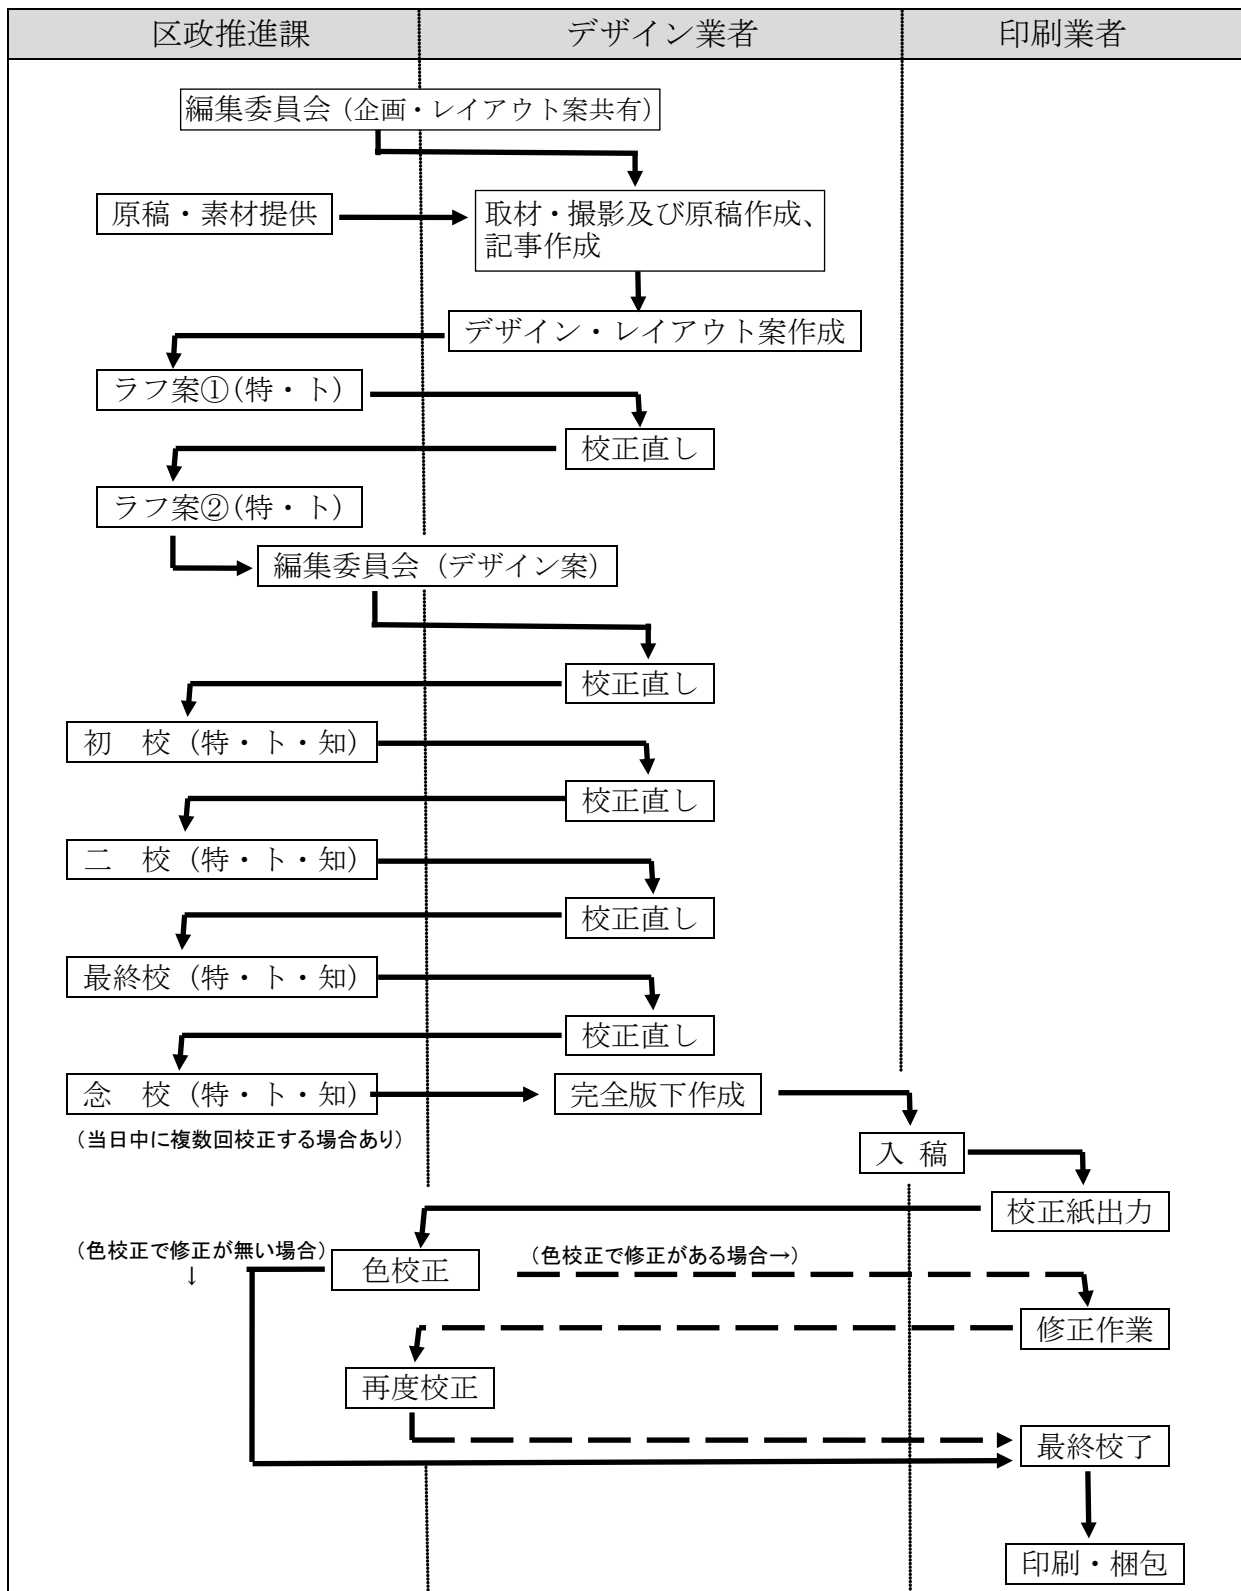 区政推進課
デザイン業者
印刷業者
編集委員会（企画・レイアウト案共有）
原稿・素材提供
取材・撮影及び原稿作成、
記事作成
デザイン・レイアウト案作成
ラフ案①（特・ト）
校正直し
ラフ案②（特・ト）
編集委員会（デザイン案）
校正直し
初　校（特・ト・知）
校正直し
二　校（特・ト・知）
校正直し
最終校（特・ト・知）
校正直し
念　校（特・ト・知）
完全版下作成
（当日中に複数回校正する場合あり）
入 稿
校正紙出力
（色校正で修正が無い場合）
↓
色校正
（色校正で修正がある場合→）
修正作業
再度校正
最終校了
印刷・梱包